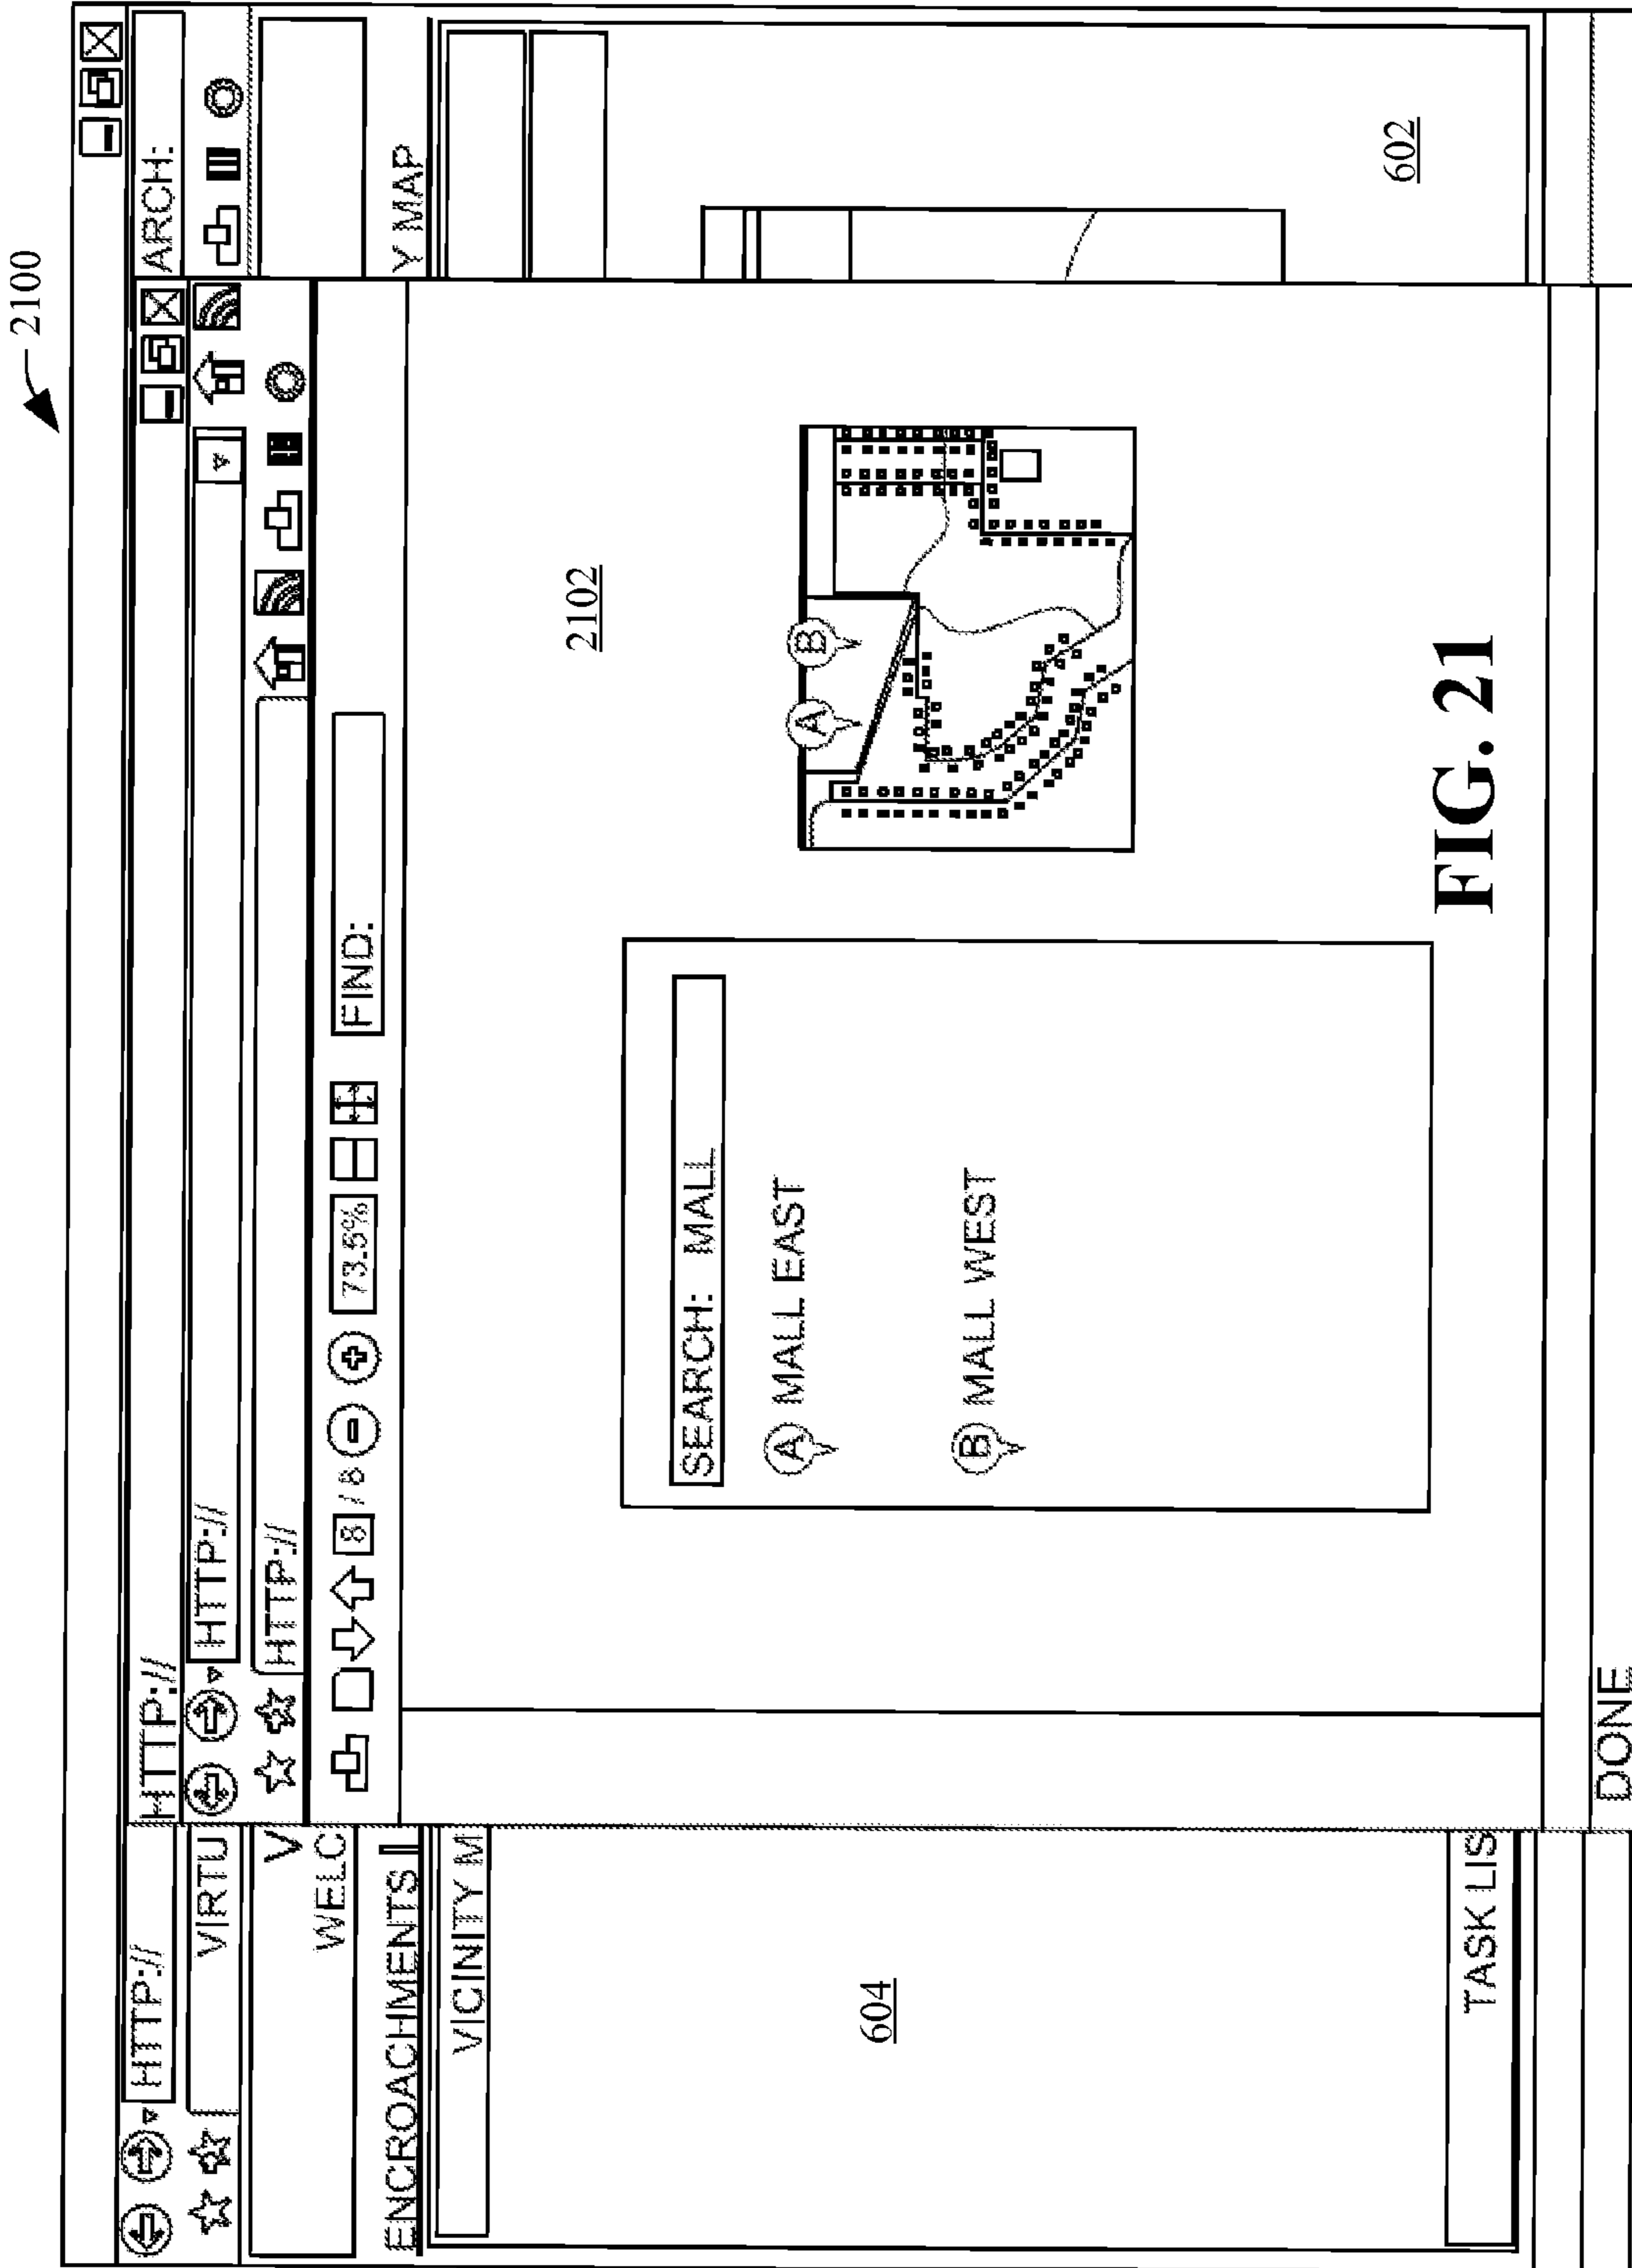 2100
HTTP://
ARCH:
HTTP://
VIRTU
HTTP://
HTTP://
V
WELC
8 / 8
73.5%
FIND:
ENCROACHMENTS
Y MAP
VICINITY M
2102
SEARCH: MALL
A MALL EAST
B MALL WEST
A
B
604
602
TASK LIS
DONE
FIG. 21